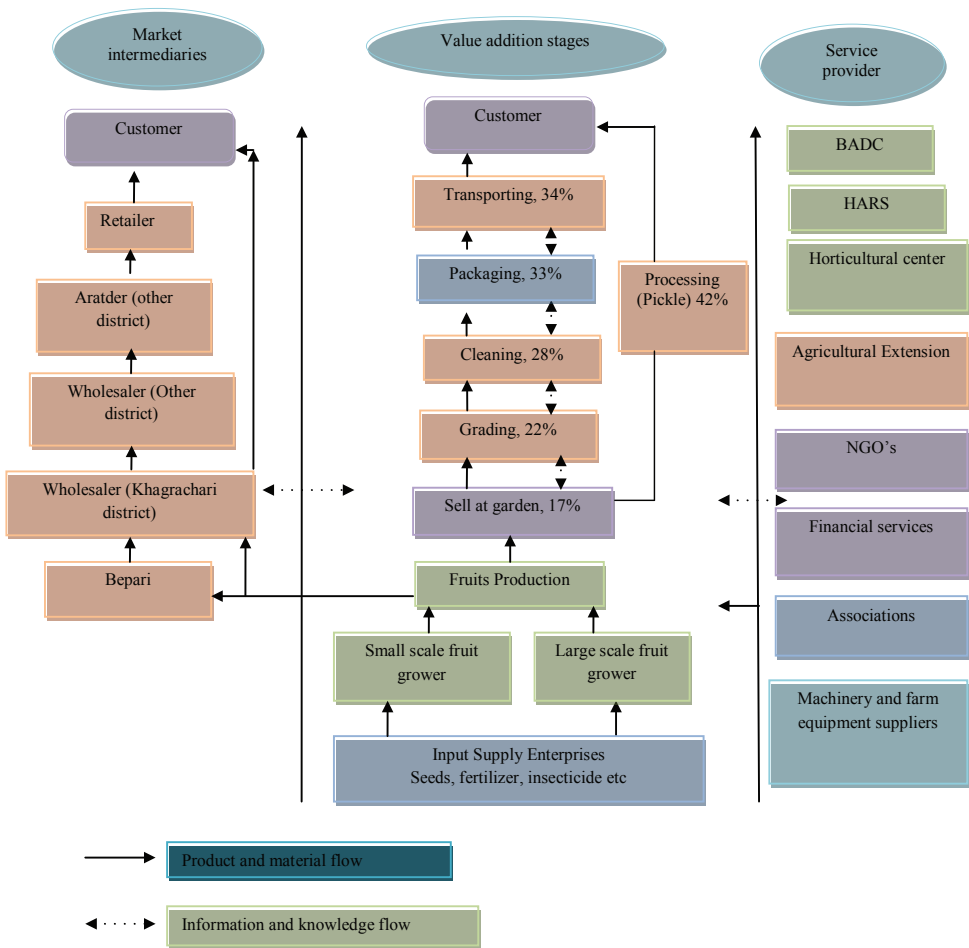 Market
intermediaries
Customer
Retailer
Aratder (other
district)
Wholesaler (Other
district)
Wholesaler (Khagrachari
district)
Bepari
Value addition stages
Customer
Transporting, 34%
Packaging, 33%
Cleaning, 28%
Grading, 22%
Sell at garden, 17%
Processing
(Pickle) 42%
Fruits Production
Small scale fruit
grower
Large scale fruit
grower
Input Supply Enterprises
Seeds, fertilizer, insecticide etc
Service
provider
BADC
HARS
Horticultural center
Agricultural Extension
NGO’s
Financial services
Associations
Machinery and farm
equipment suppliers
Product and material flow
Information and knowledge flow